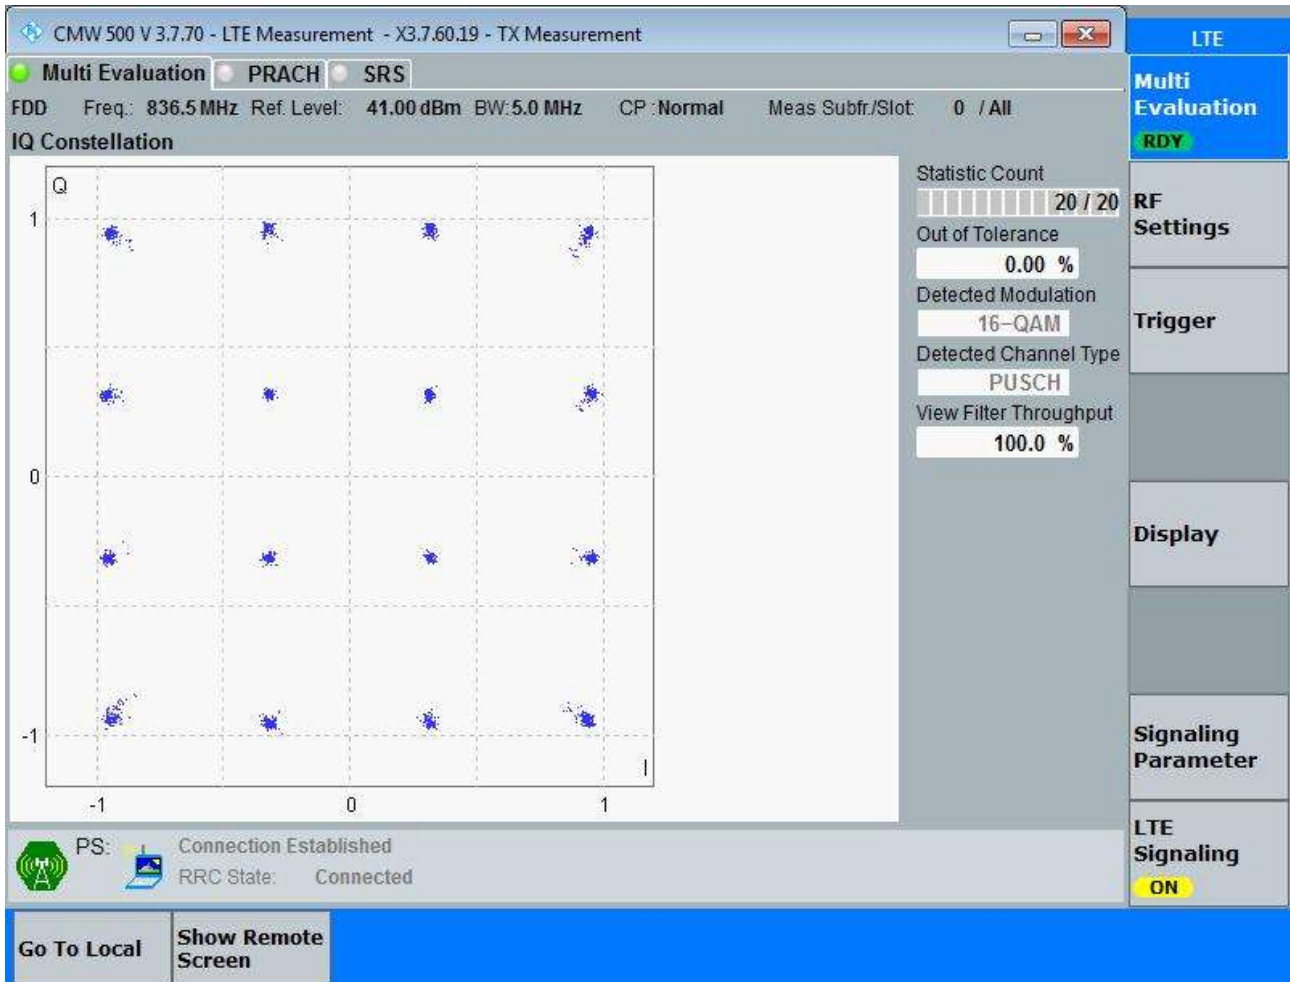 CMW 500 V 3.7.70 - LTE Measurement - X3.7.60.19 - TX Measurement
LTE
Multi Evaluation PRACH SRS
Multi
Evaluation
RDY
FDD Freq.: 836.5 MHz Ref. Level: 41.00 dBm BW: 5.0 MHz CP : Normal Meas Subfr./Slot: 0 / All
IQ Constellation
Q
1
0
-1
-1 0 1
I
Statistic Count
20 / 20
Out of Tolerance
0.00 %
Detected Modulation
16-QAM
Detected Channel Type
PUSCH
View Filter Throughput
100.0 %
RF
Settings
Trigger
Display
Signaling
Parameter
LTE
Signaling
ON
PS: Connection Established
RRC State: Connected
Go To Local
Show Remote
Screen